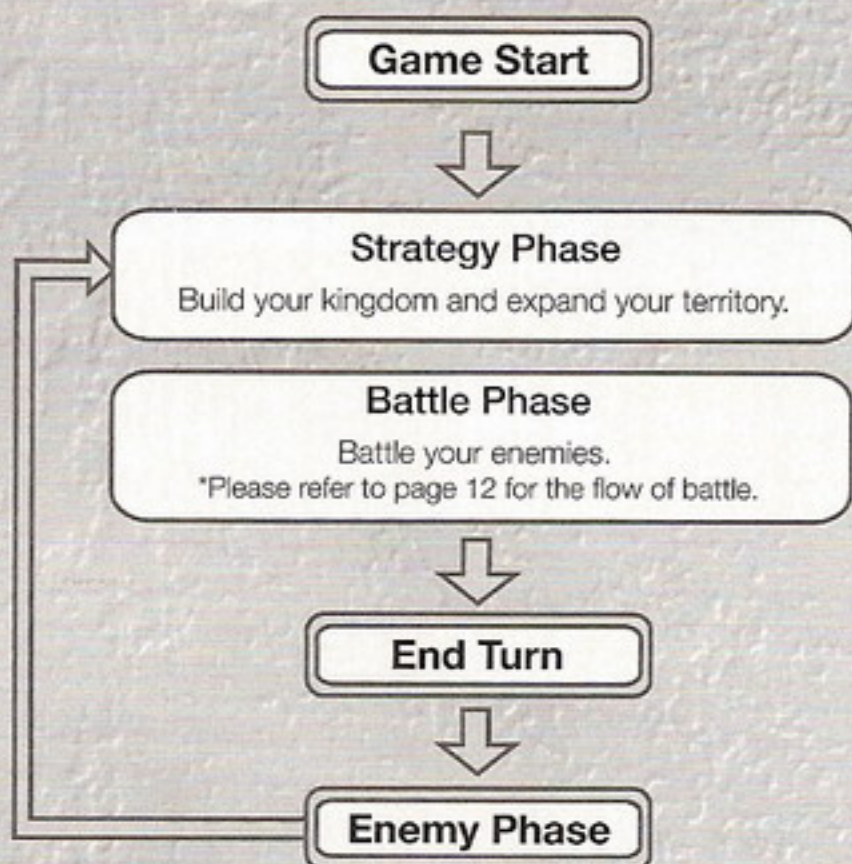 Game Start
Strategy Phase
Build your kingdom and expand your territory.
Battle Phase
Battle your enemies.
*Please refer to page 12 for the flow of battle.
End Turn
Enemy Phase